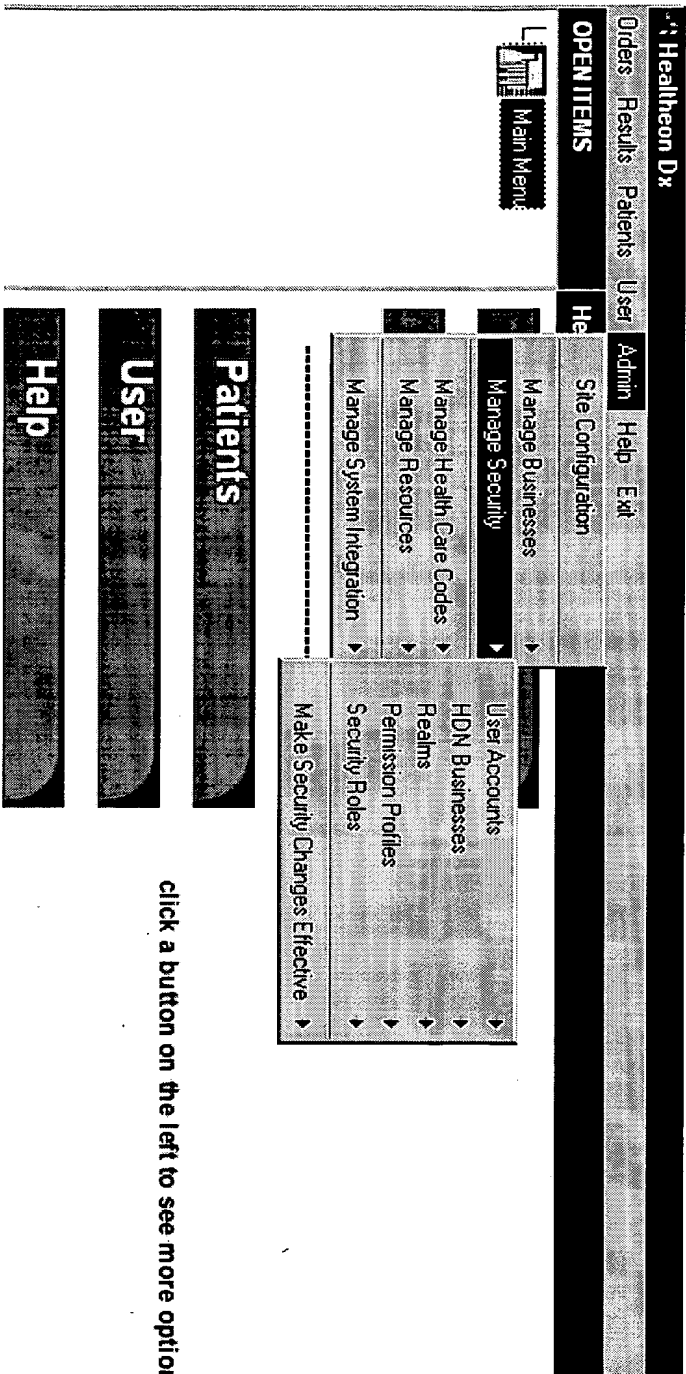 Healtheon Dx
Orders Results Patients User Admin Help Exit
OPEN ITEMS
He
Main Menu
Site Configuration
Manage Businesses
Manage Security
Manage Health Care Codes
Manage Resources
Manage System Integration
User Accounts
HDN Businesses
Realms
Permission Profiles
Security Roles
Make Security Changes Effective
Patients
User
Help
click a button on the left to see more option